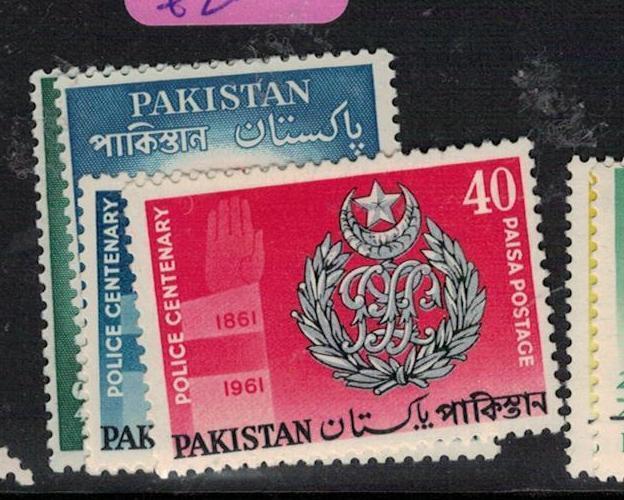 PAKISTAN
পাকিস্তান پاکستان
POLICE CENTENARY
PAK
40
PAISA POSTAGE
POLICE CENTENARY
1861
1961
PAKISTAN پاکستان পাকিস্তান